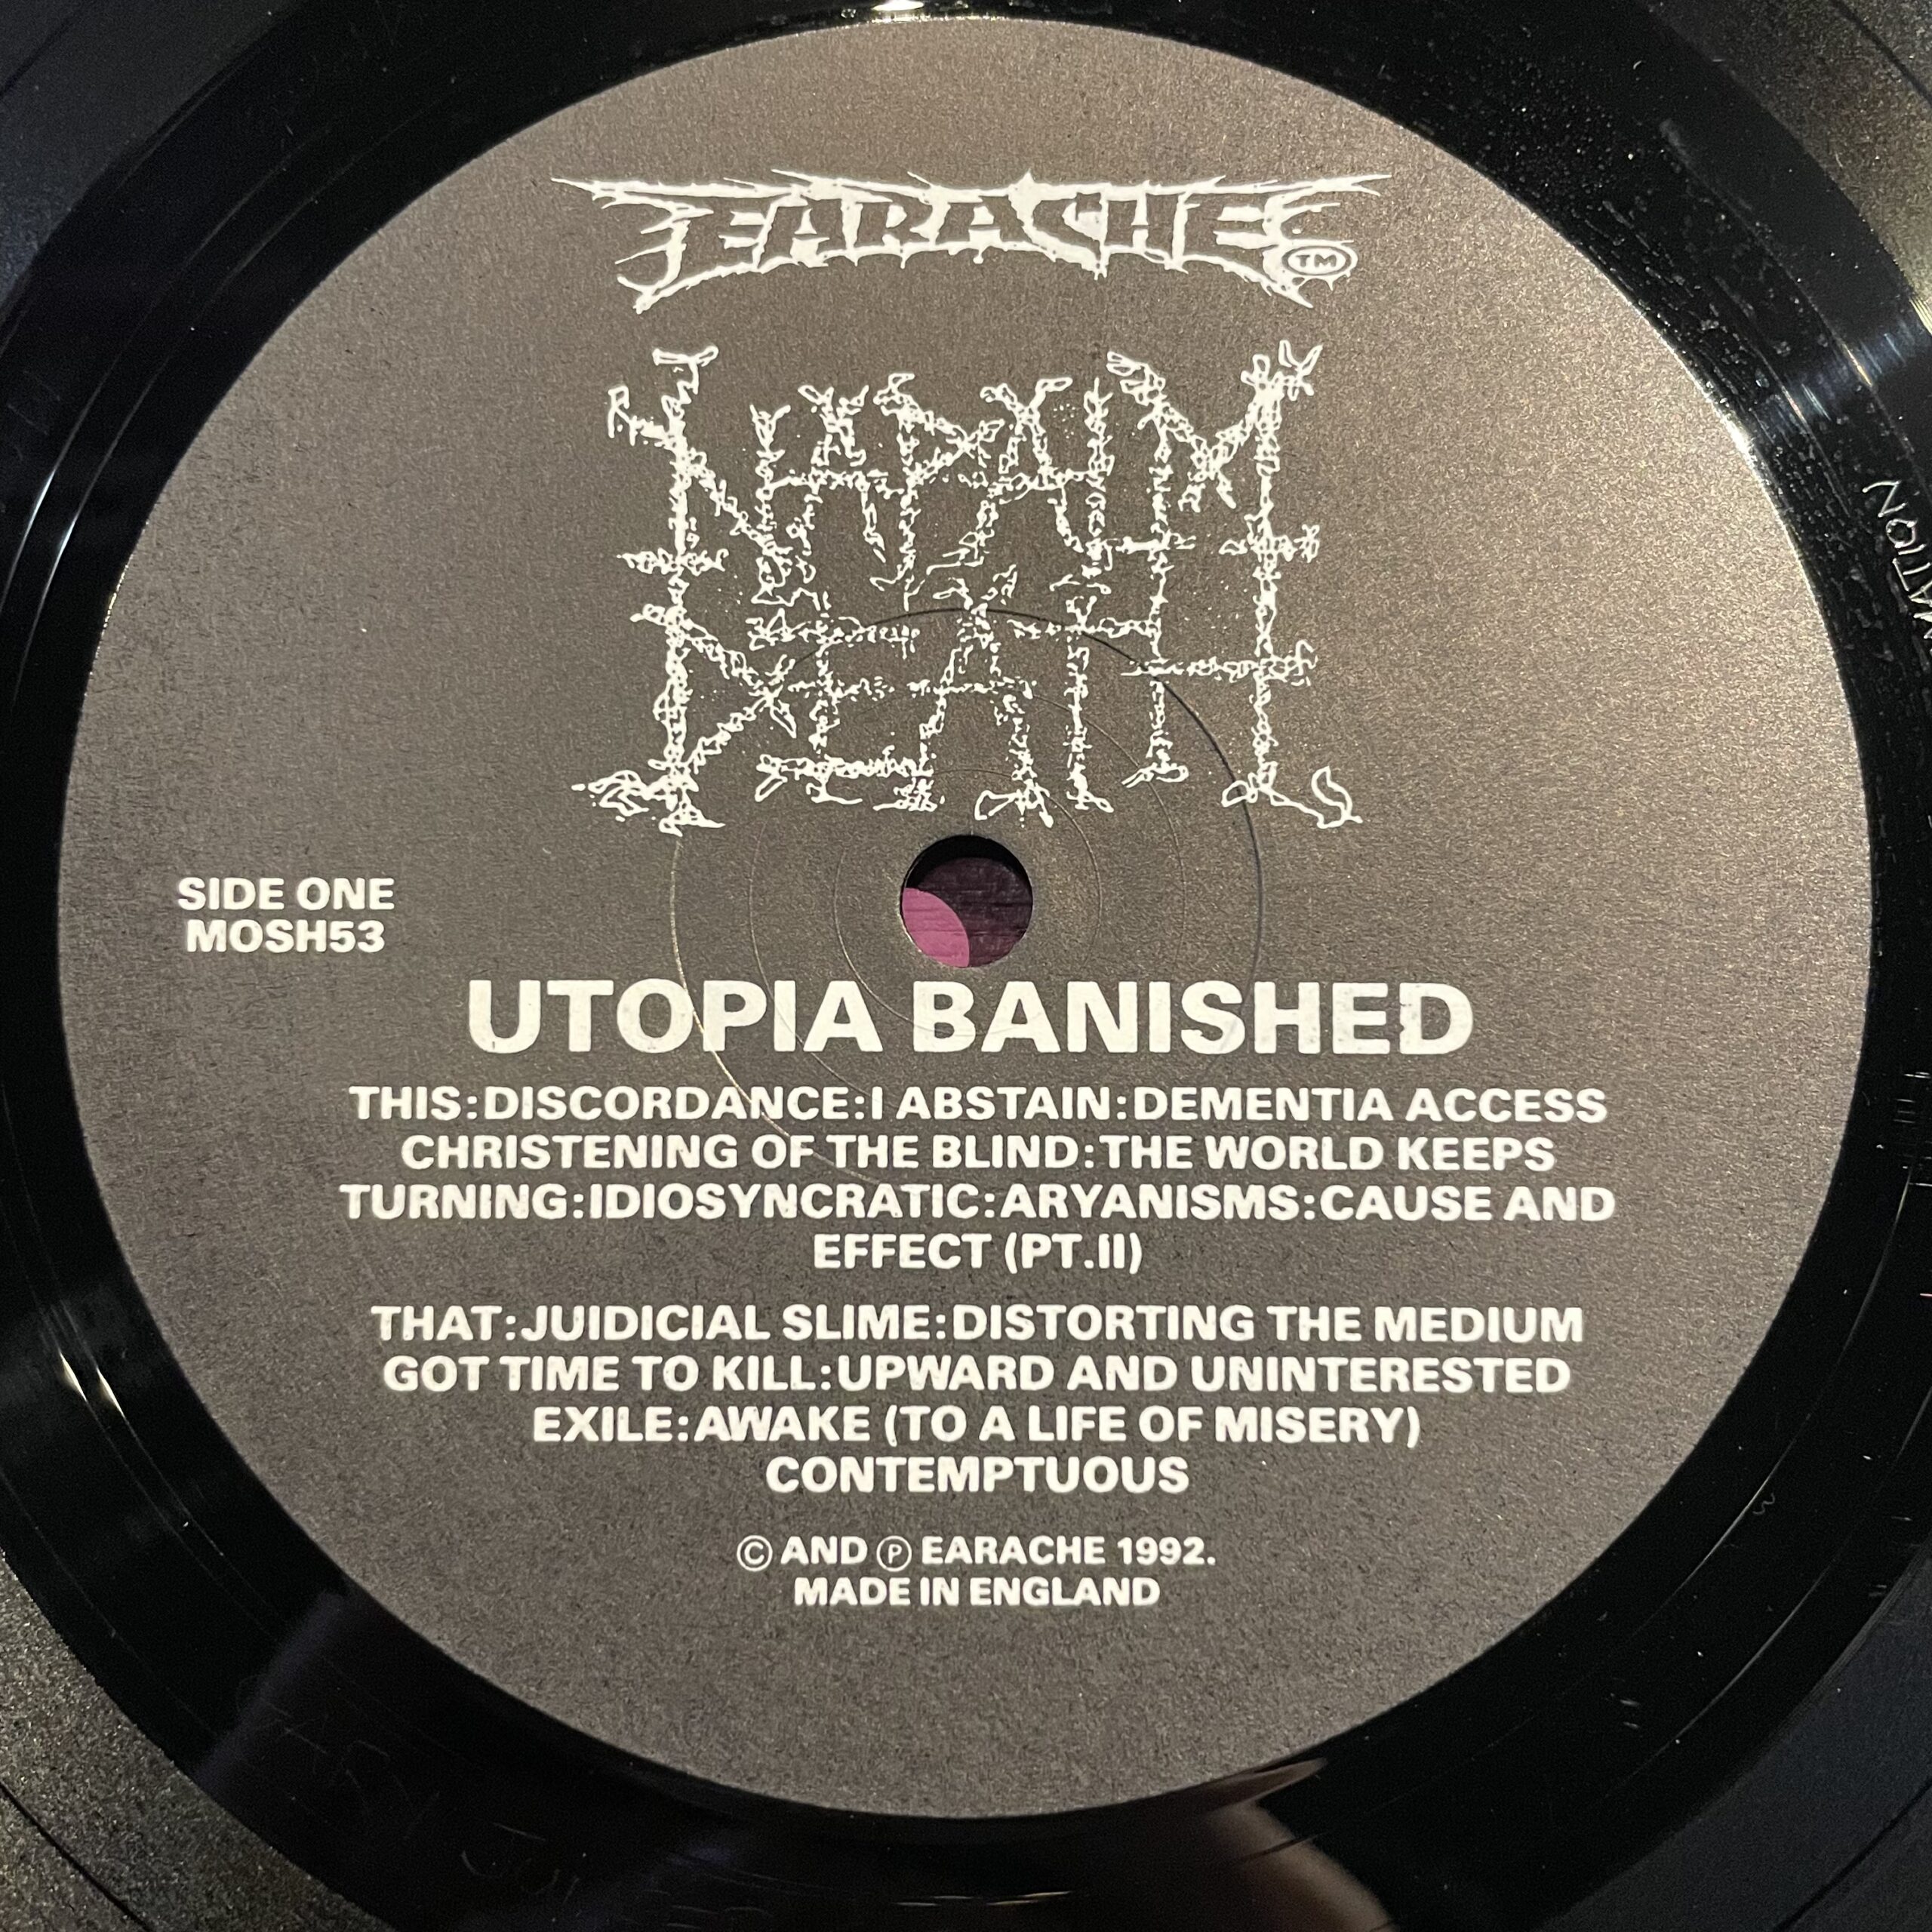 EARACHE TM
NAPALM
DEATH
SIDE ONE
MOSH53
UTOPIA BANISHED
THIS:DISCORDANCE:I ABSTAIN:DEMENTIA ACCESS
CHRISTENING OF THE BLIND:THE WORLD KEEPS
TURNING:IDIOSYNCRATIC:ARYANISMS:CAUSE AND
EFFECT (PT.II)
THAT:JUIDICIAL SLIME:DISTORTING THE MEDIUM
GOT TIME TO KILL:UPWARD AND UNINTERESTED
EXILE:AWAKE (TO A LIFE OF MISERY)
CONTEMPTUOUS
© AND ℗ EARACHE 1992.
MADE IN ENGLAND